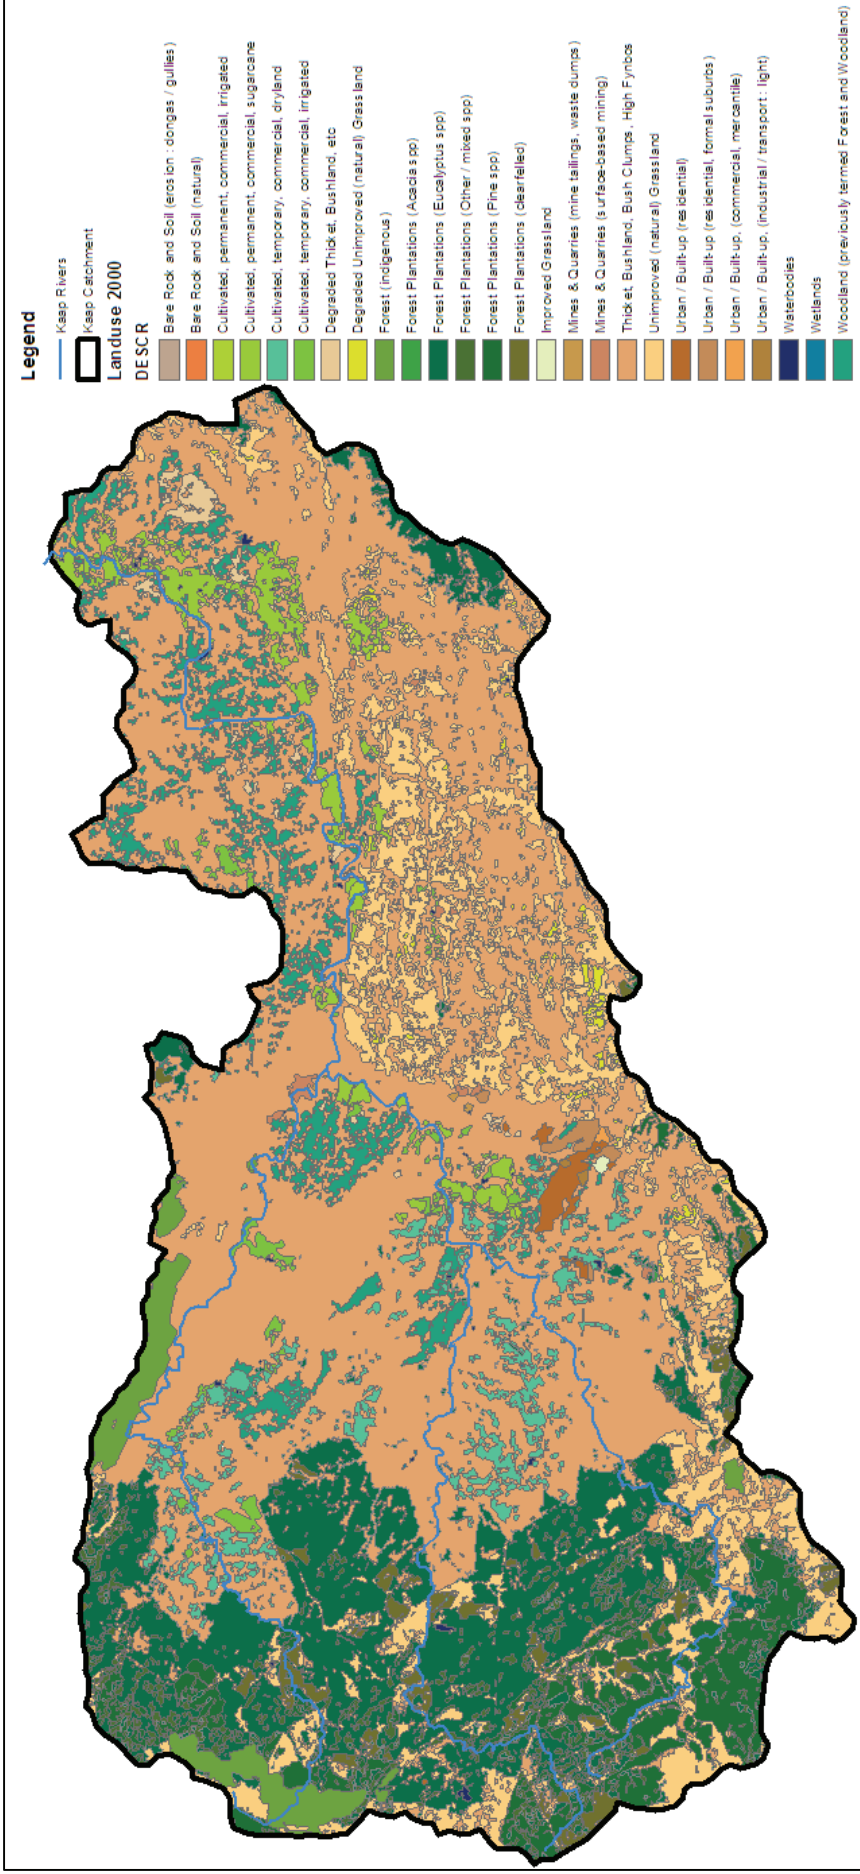 Legend
Kaap Rivers
Kaap Catchment
Landuse 2000
DESCR
Bare Rock and Soil (erosion : dongas / gullies)
Bare Rock and Soil (natural)
Cultivated, permanent, commercial, irrigated
Cultivated, permanent, commercial, sugarcane
Cultivated, temporary, commercial, dryland
Cultivated, temporary, commercial, irrigated
Degraded Thicket, Bushland, etc
Degraded Unimproved (natural) Grassland
Forest (indigenous)
Forest Plantations (Acacia spp)
Forest Plantations (Eucalyptus spp)
Forest Plantations (Other / mixed spp)
Forest Plantations (Pine spp)
Forest Plantations (clearfelled)
Improved Grassland
Mines & Quarries (mine tailings, waste dumps)
Mines & Quarries (surface-based mining)
Thicket, Bushland, Bush Clumps, High Fynbos
Unimproved (natural) Grassland
Urban / Built-up (residential)
Urban / Built-up (residential, formal suburbs)
Urban / Built-up, (commercial, mercantile)
Urban / Built-up, (industrial / transport : light)
Waterbodies
Wetlands
Woodland (previously termed Forest and Woodland)